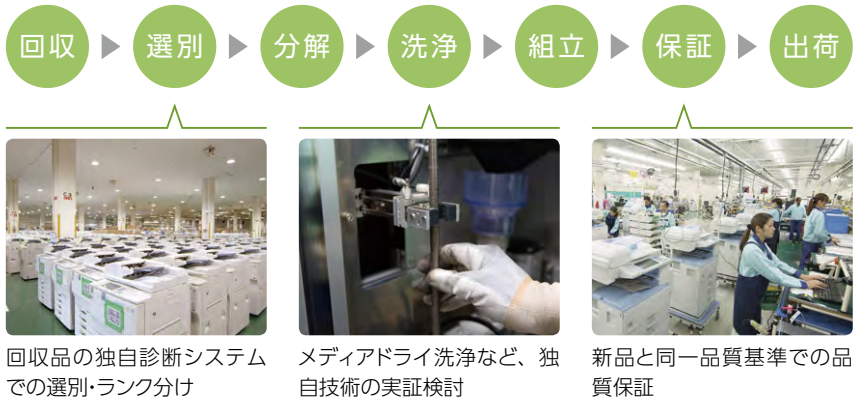 回収 ▶ 選別 ▶ 分解 ▶ 洗浄 ▶ 組立 ▶ 保証 ▶ 出荷
回収品の独自診断システム
での選別・ランク分け
メディアドライ洗浄など、独
自技術の実証検討
新品と同一品質基準での品
質保証